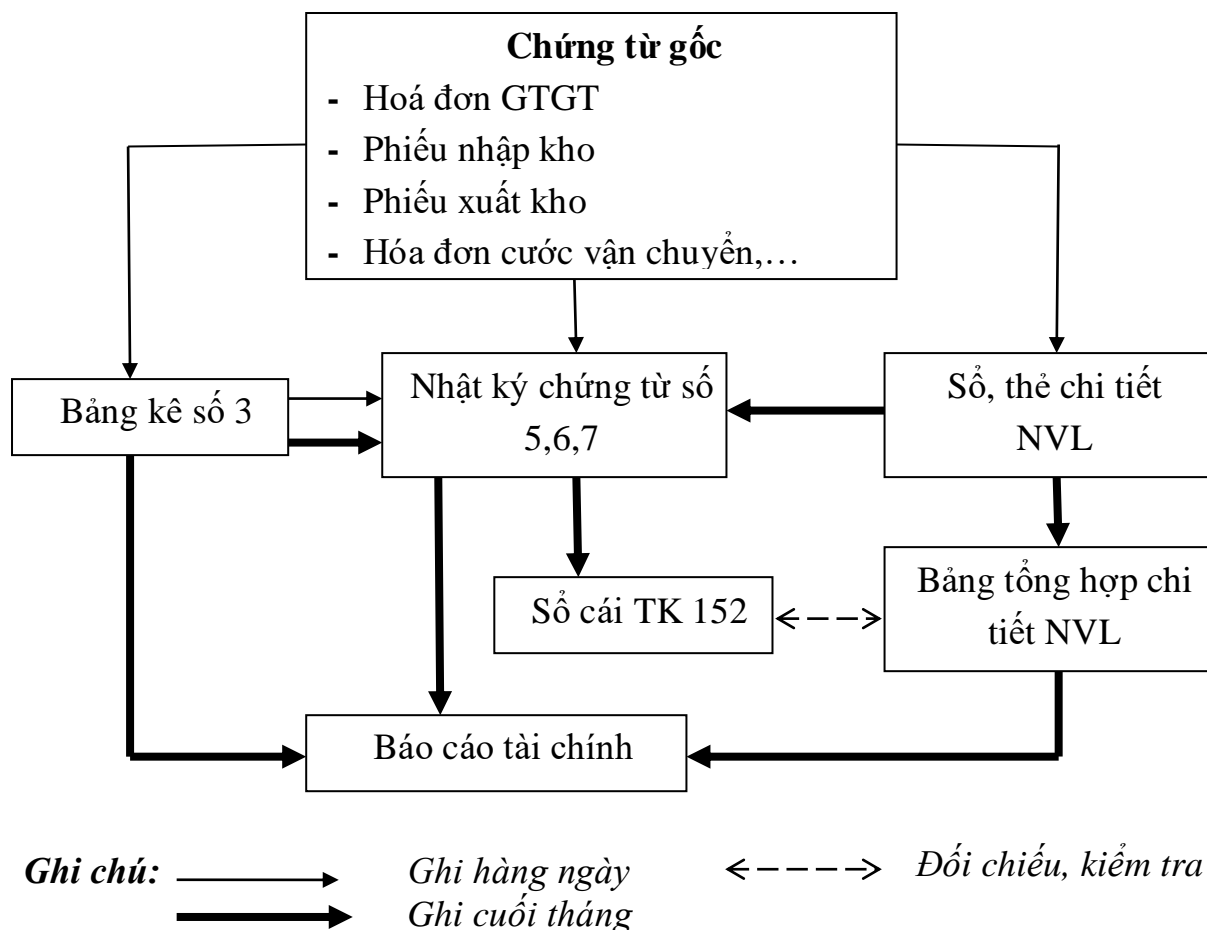 Chứng từ gốc
- Hoá đơn GTGT
- Phiếu nhập kho
- Phiếu xuất kho
- Hóa đơn cước vận chuyển,…
Bảng kê số 3
Nhật ký chứng từ số
5,6,7
Sổ, thẻ chi tiết
NVL
Sổ cái TK 152
Bảng tổng hợp chi
tiết NVL
Báo cáo tài chính
Ghi chú:
Ghi hàng ngày
Đối chiếu, kiểm tra
Ghi cuối tháng